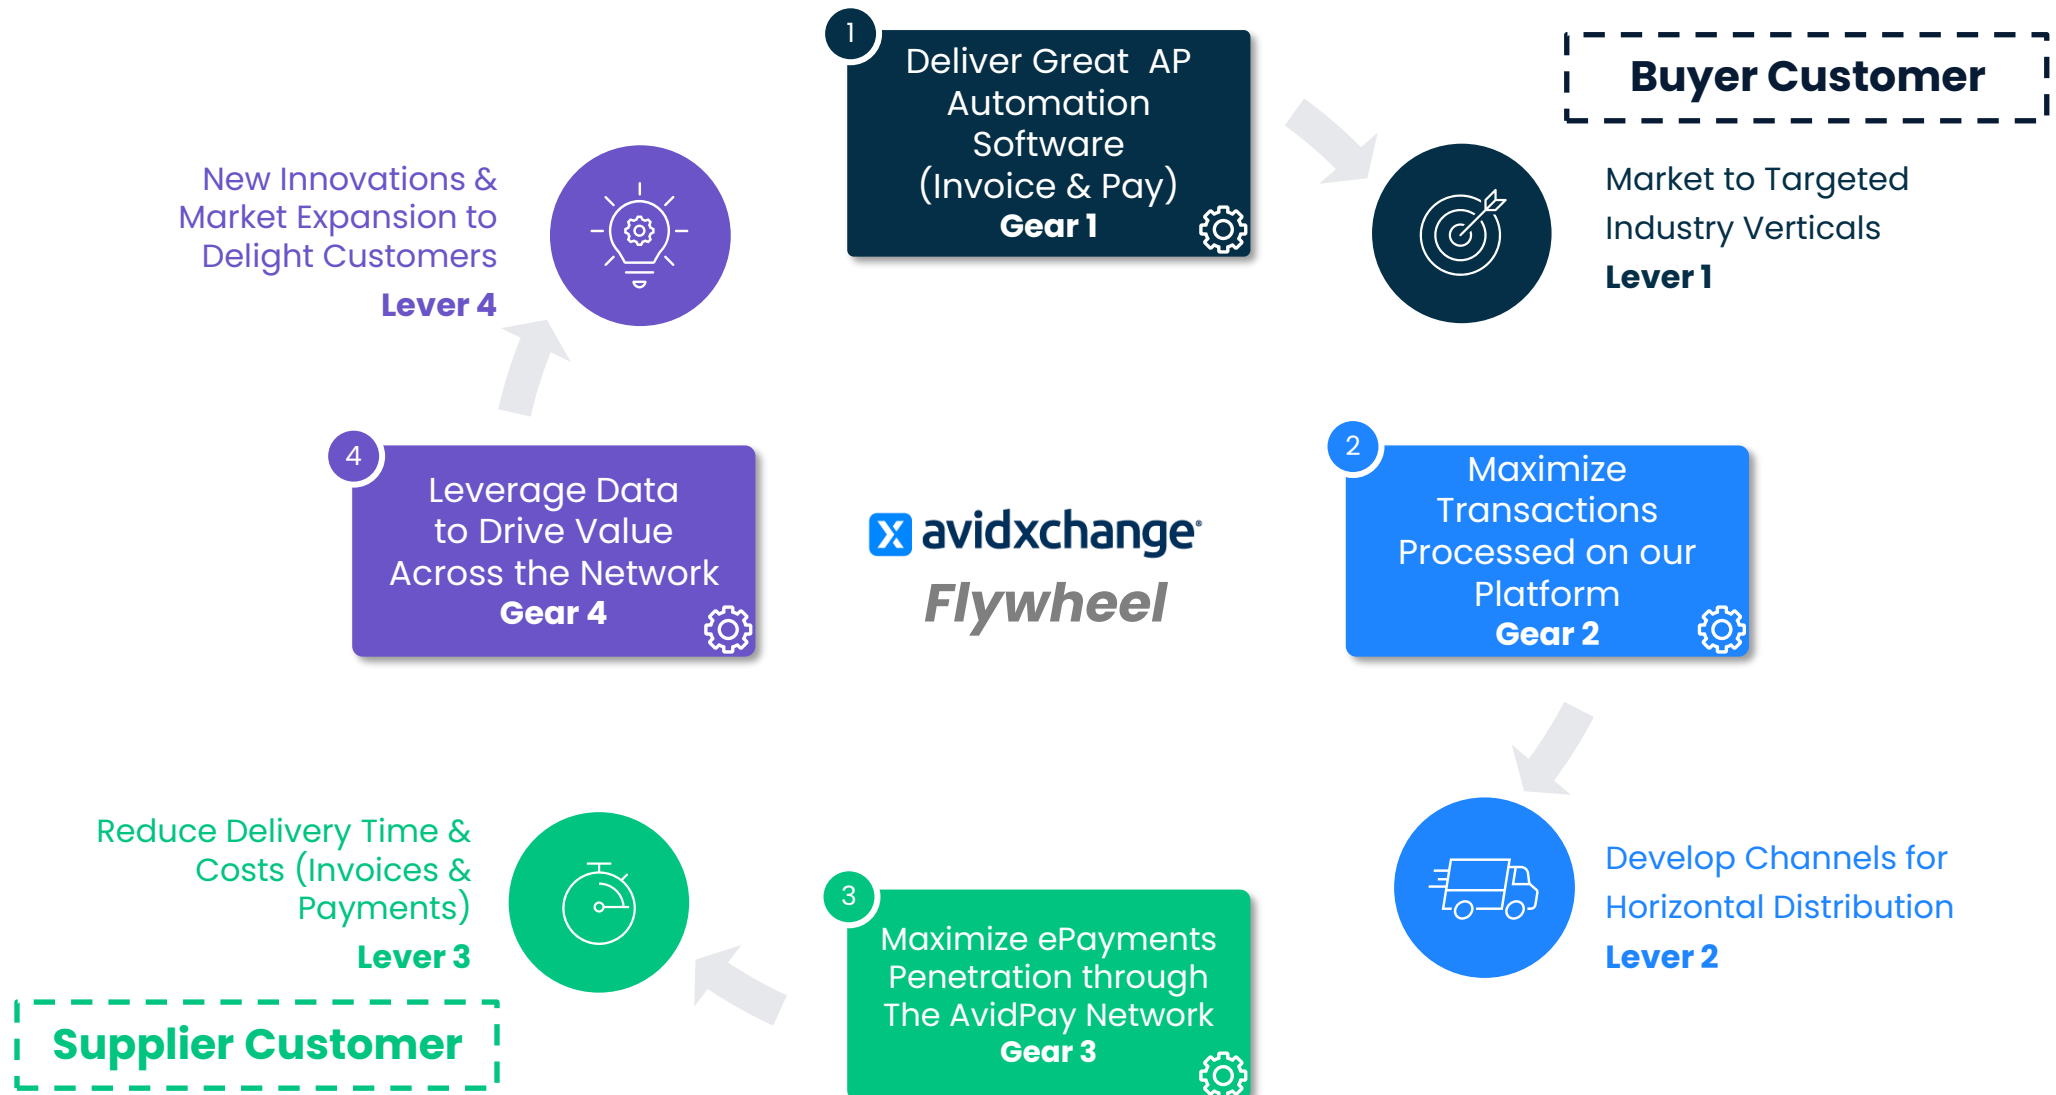 1
Deliver Great AP
Automation
Software
(Invoice & Pay)
Gear 1
Buyer Customer
Market to Targeted
Industry Verticals
Lever 1
2
Maximize
Transactions
Processed on our
Platform
Gear 2
Develop Channels for
Horizontal Distribution
Lever 2
3
Maximize ePayments
Penetration through
The AvidPay Network
Gear 3
Reduce Delivery Time &
Costs (Invoices &
Payments)
Lever 3
Supplier Customer
4
Leverage Data
to Drive Value
Across the Network
Gear 4
New Innovations &
Market Expansion to
Delight Customers
Lever 4
x avidxchange
Flywheel